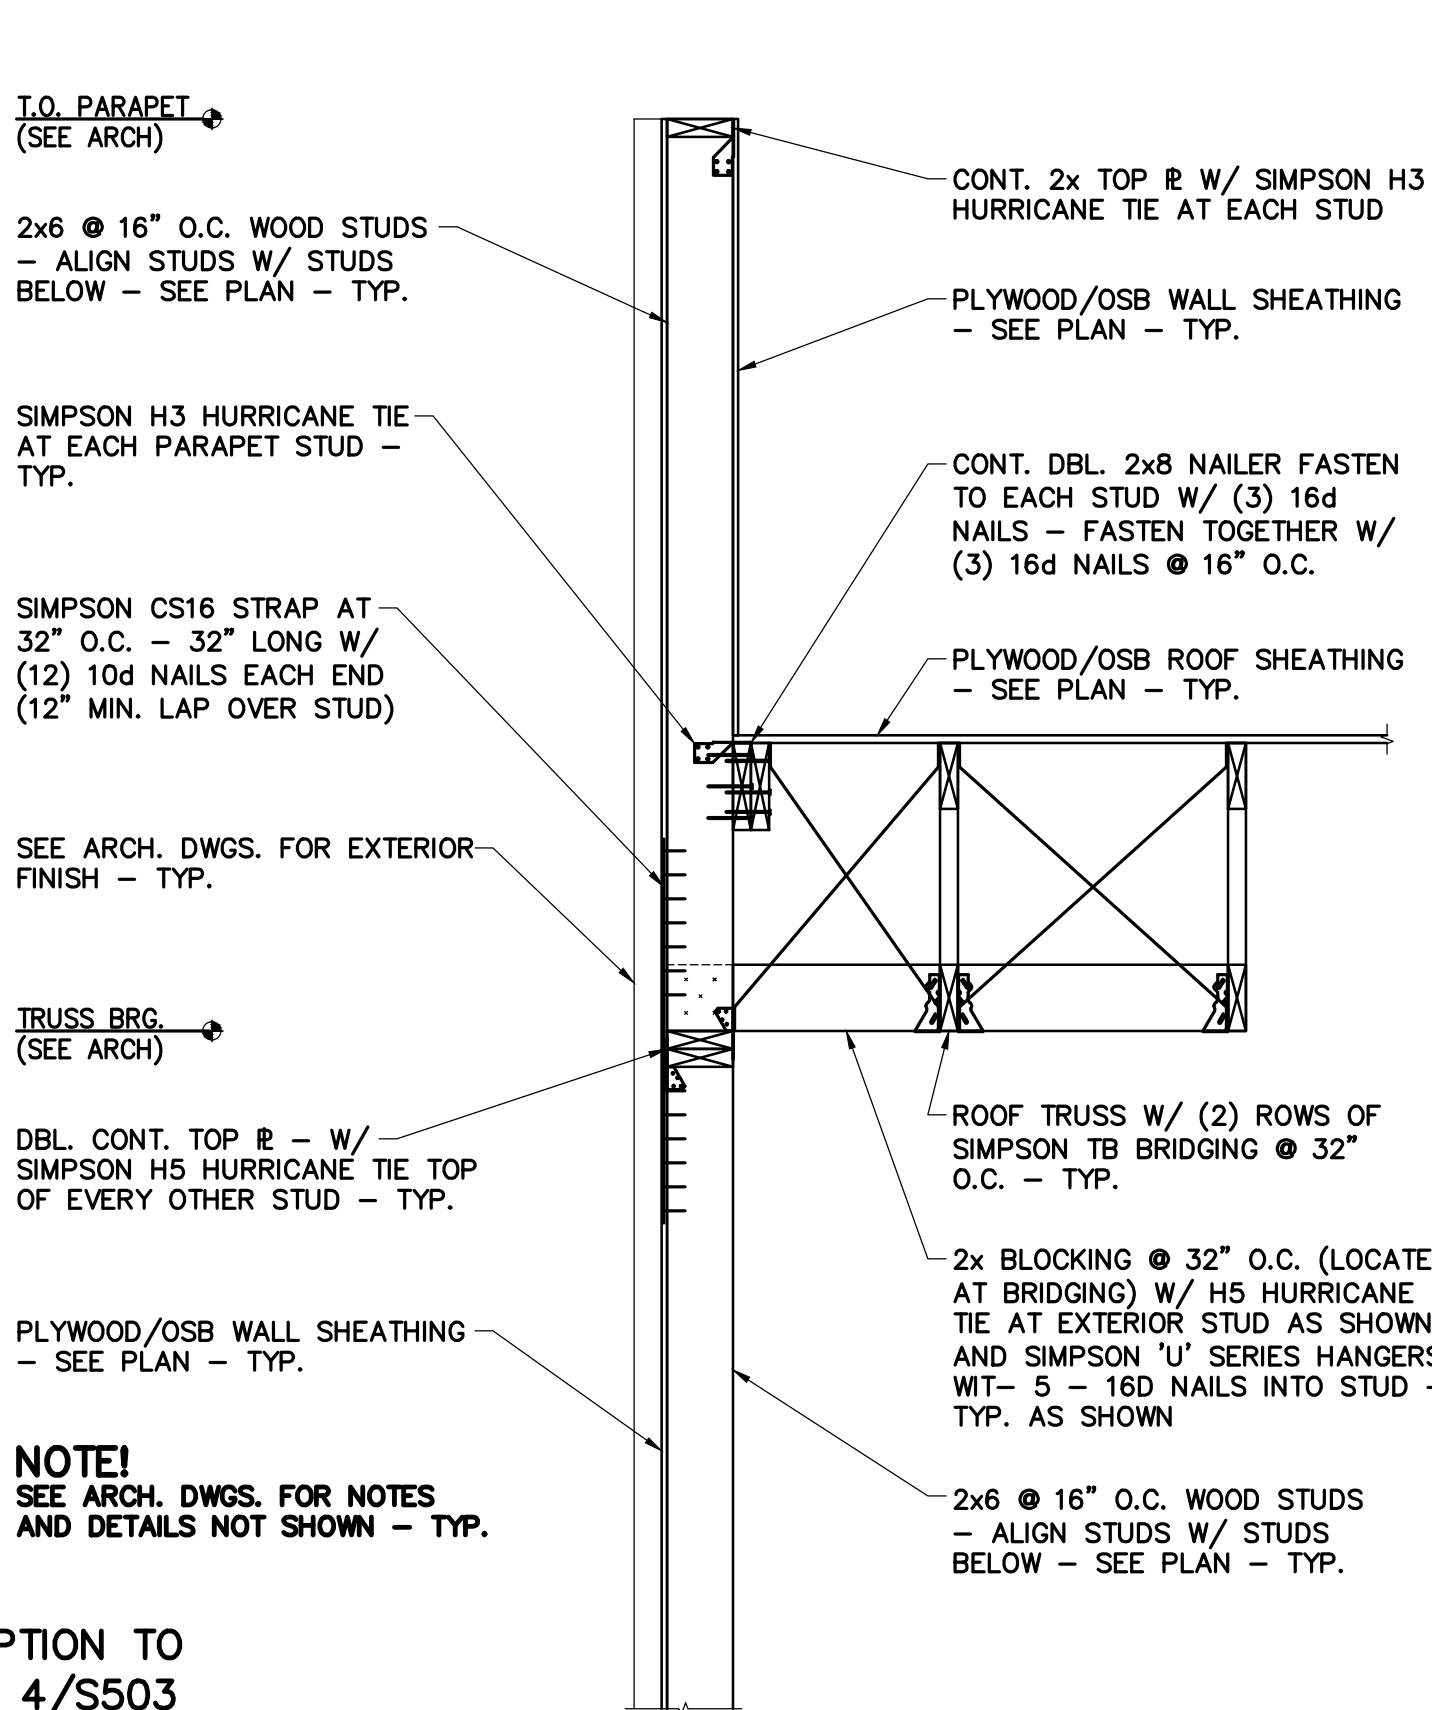 T.O. PARAPET
(SEE ARCH)
2x6 @ 16" O.C. WOOD STUDS
– ALIGN STUDS W/ STUDS
BELOW – SEE PLAN – TYP.
SIMPSON H3 HURRICANE TIE
AT EACH PARAPET STUD –
TYP.
SIMPSON CS16 STRAP AT
32" O.C. – 32" LONG W/
(12) 10d NAILS EACH END
(12" MIN. LAP OVER STUD)
SEE ARCH. DWGS. FOR EXTERIOR
FINISH – TYP.
TRUSS BRG.
(SEE ARCH)
DBL. CONT. TOP ⅊ – W/
SIMPSON H5 HURRICANE TIE TOP
OF EVERY OTHER STUD – TYP.
PLYWOOD/OSB WALL SHEATHING
– SEE PLAN – TYP.
NOTE!
SEE ARCH. DWGS. FOR NOTES
AND DETAILS NOT SHOWN – TYP.
PTION TO
4/S503
CONT. 2x TOP ⅊ W/ SIMPSON H3
HURRICANE TIE AT EACH STUD
PLYWOOD/OSB WALL SHEATHING
– SEE PLAN – TYP.
CONT. DBL. 2x8 NAILER FASTEN
TO EACH STUD W/ (3) 16d
NAILS – FASTEN TOGETHER W/
(3) 16d NAILS @ 16" O.C.
PLYWOOD/OSB ROOF SHEATHING
– SEE PLAN – TYP.
ROOF TRUSS W/ (2) ROWS OF
SIMPSON TB BRIDGING @ 32"
O.C. – TYP.
2x BLOCKING @ 32" O.C. (LOCATE
AT BRIDGING) W/ H5 HURRICANE
TIE AT EXTERIOR STUD AS SHOWN
AND SIMPSON 'U' SERIES HANGERS
WIT– 5 – 16D NAILS INTO STUD –
TYP. AS SHOWN
2x6 @ 16" O.C. WOOD STUDS
– ALIGN STUDS W/ STUDS
BELOW – SEE PLAN – TYP.